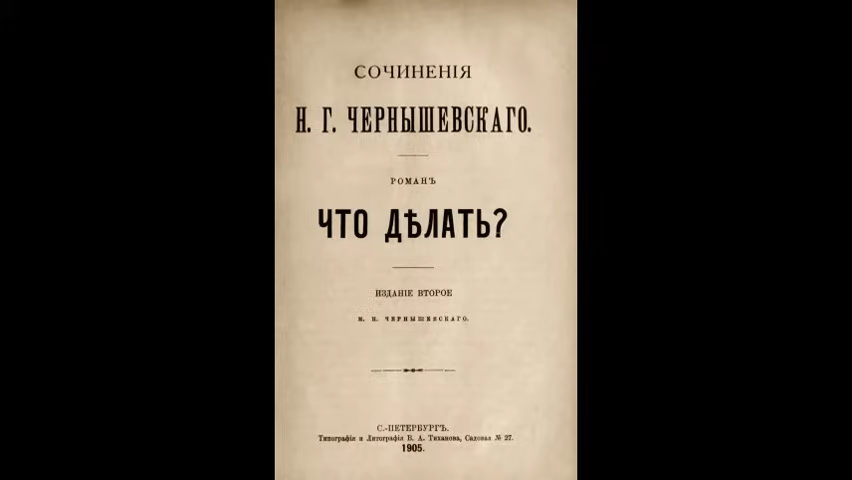 СОЧИНЕНІЯ
Н. Г. ЧЕРНЫШЕВСКАГО.
РОМАНЪ
ЧТО ДѢЛАТЬ?
ИЗДАНІЕ ВТОРОЕ
М. Н. ЧЕРНЫШЕВСКАГО.
С.-ПЕТЕРБУРГЪ.
Типографія и Литографія В. А. Тиханова, Садовая № 27.
1905.